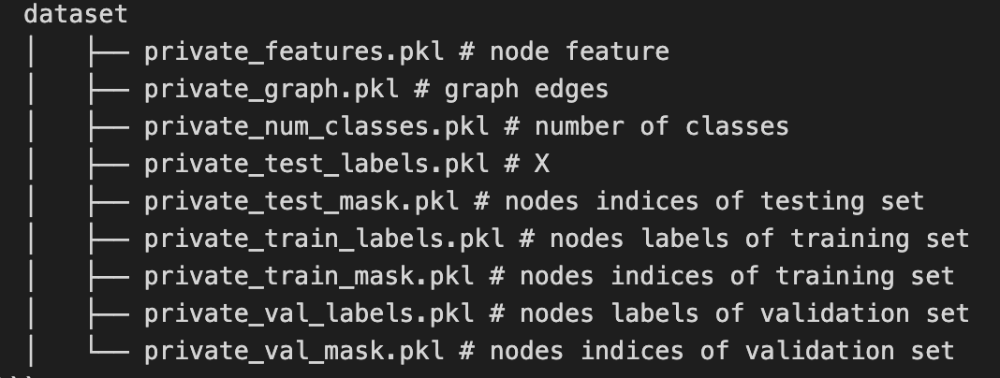 dataset
│   ├── private_features.pkl # node feature
│   ├── private_graph.pkl # graph edges
│   ├── private_num_classes.pkl # number of classes
│   ├── private_test_labels.pkl # X
│   ├── private_test_mask.pkl # nodes indices of testing set
│   ├── private_train_labels.pkl # nodes labels of training set
│   ├── private_train_mask.pkl # nodes indices of training set
│   ├── private_val_labels.pkl # nodes labels of validation set
│   └── private_val_mask.pkl # nodes indices of validation set